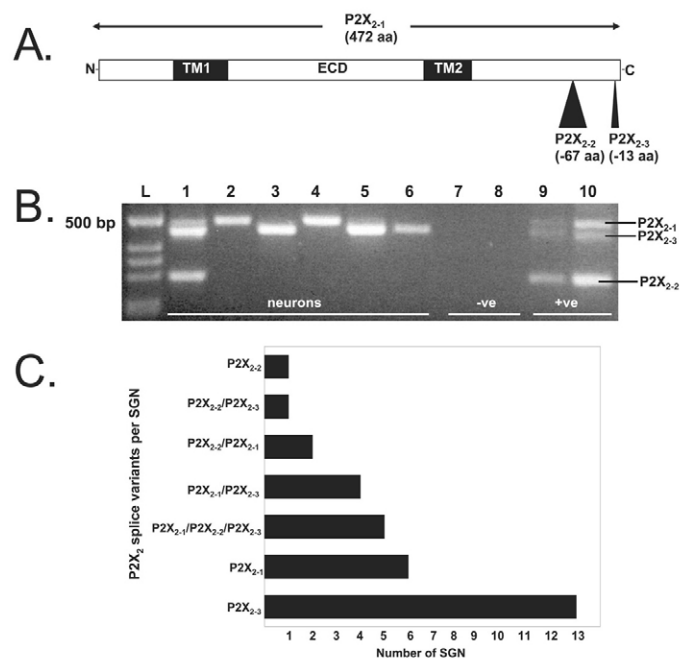 A.
P2X2-1
(472 aa)
N TM1 ECD TM2 C
P2X2-2 P2X2-3
(-67 aa) (-13 aa)
B.
L 1 2 3 4 5 6 7 8 9 10
500 bp
P2X2-1
P2X2-3
P2X2-2
neurons -ve +ve
C.
P2X2 splice variants per SGN
P2X2-2
P2X2-2/P2X2-3
P2X2-2/P2X2-1
P2X2-1/P2X2-3
P2X2-1/P2X2-2/P2X2-3
P2X2-1
P2X2-3
1 2 3 4 5 6 7 8 9 10 11 12 13
Number of SGN